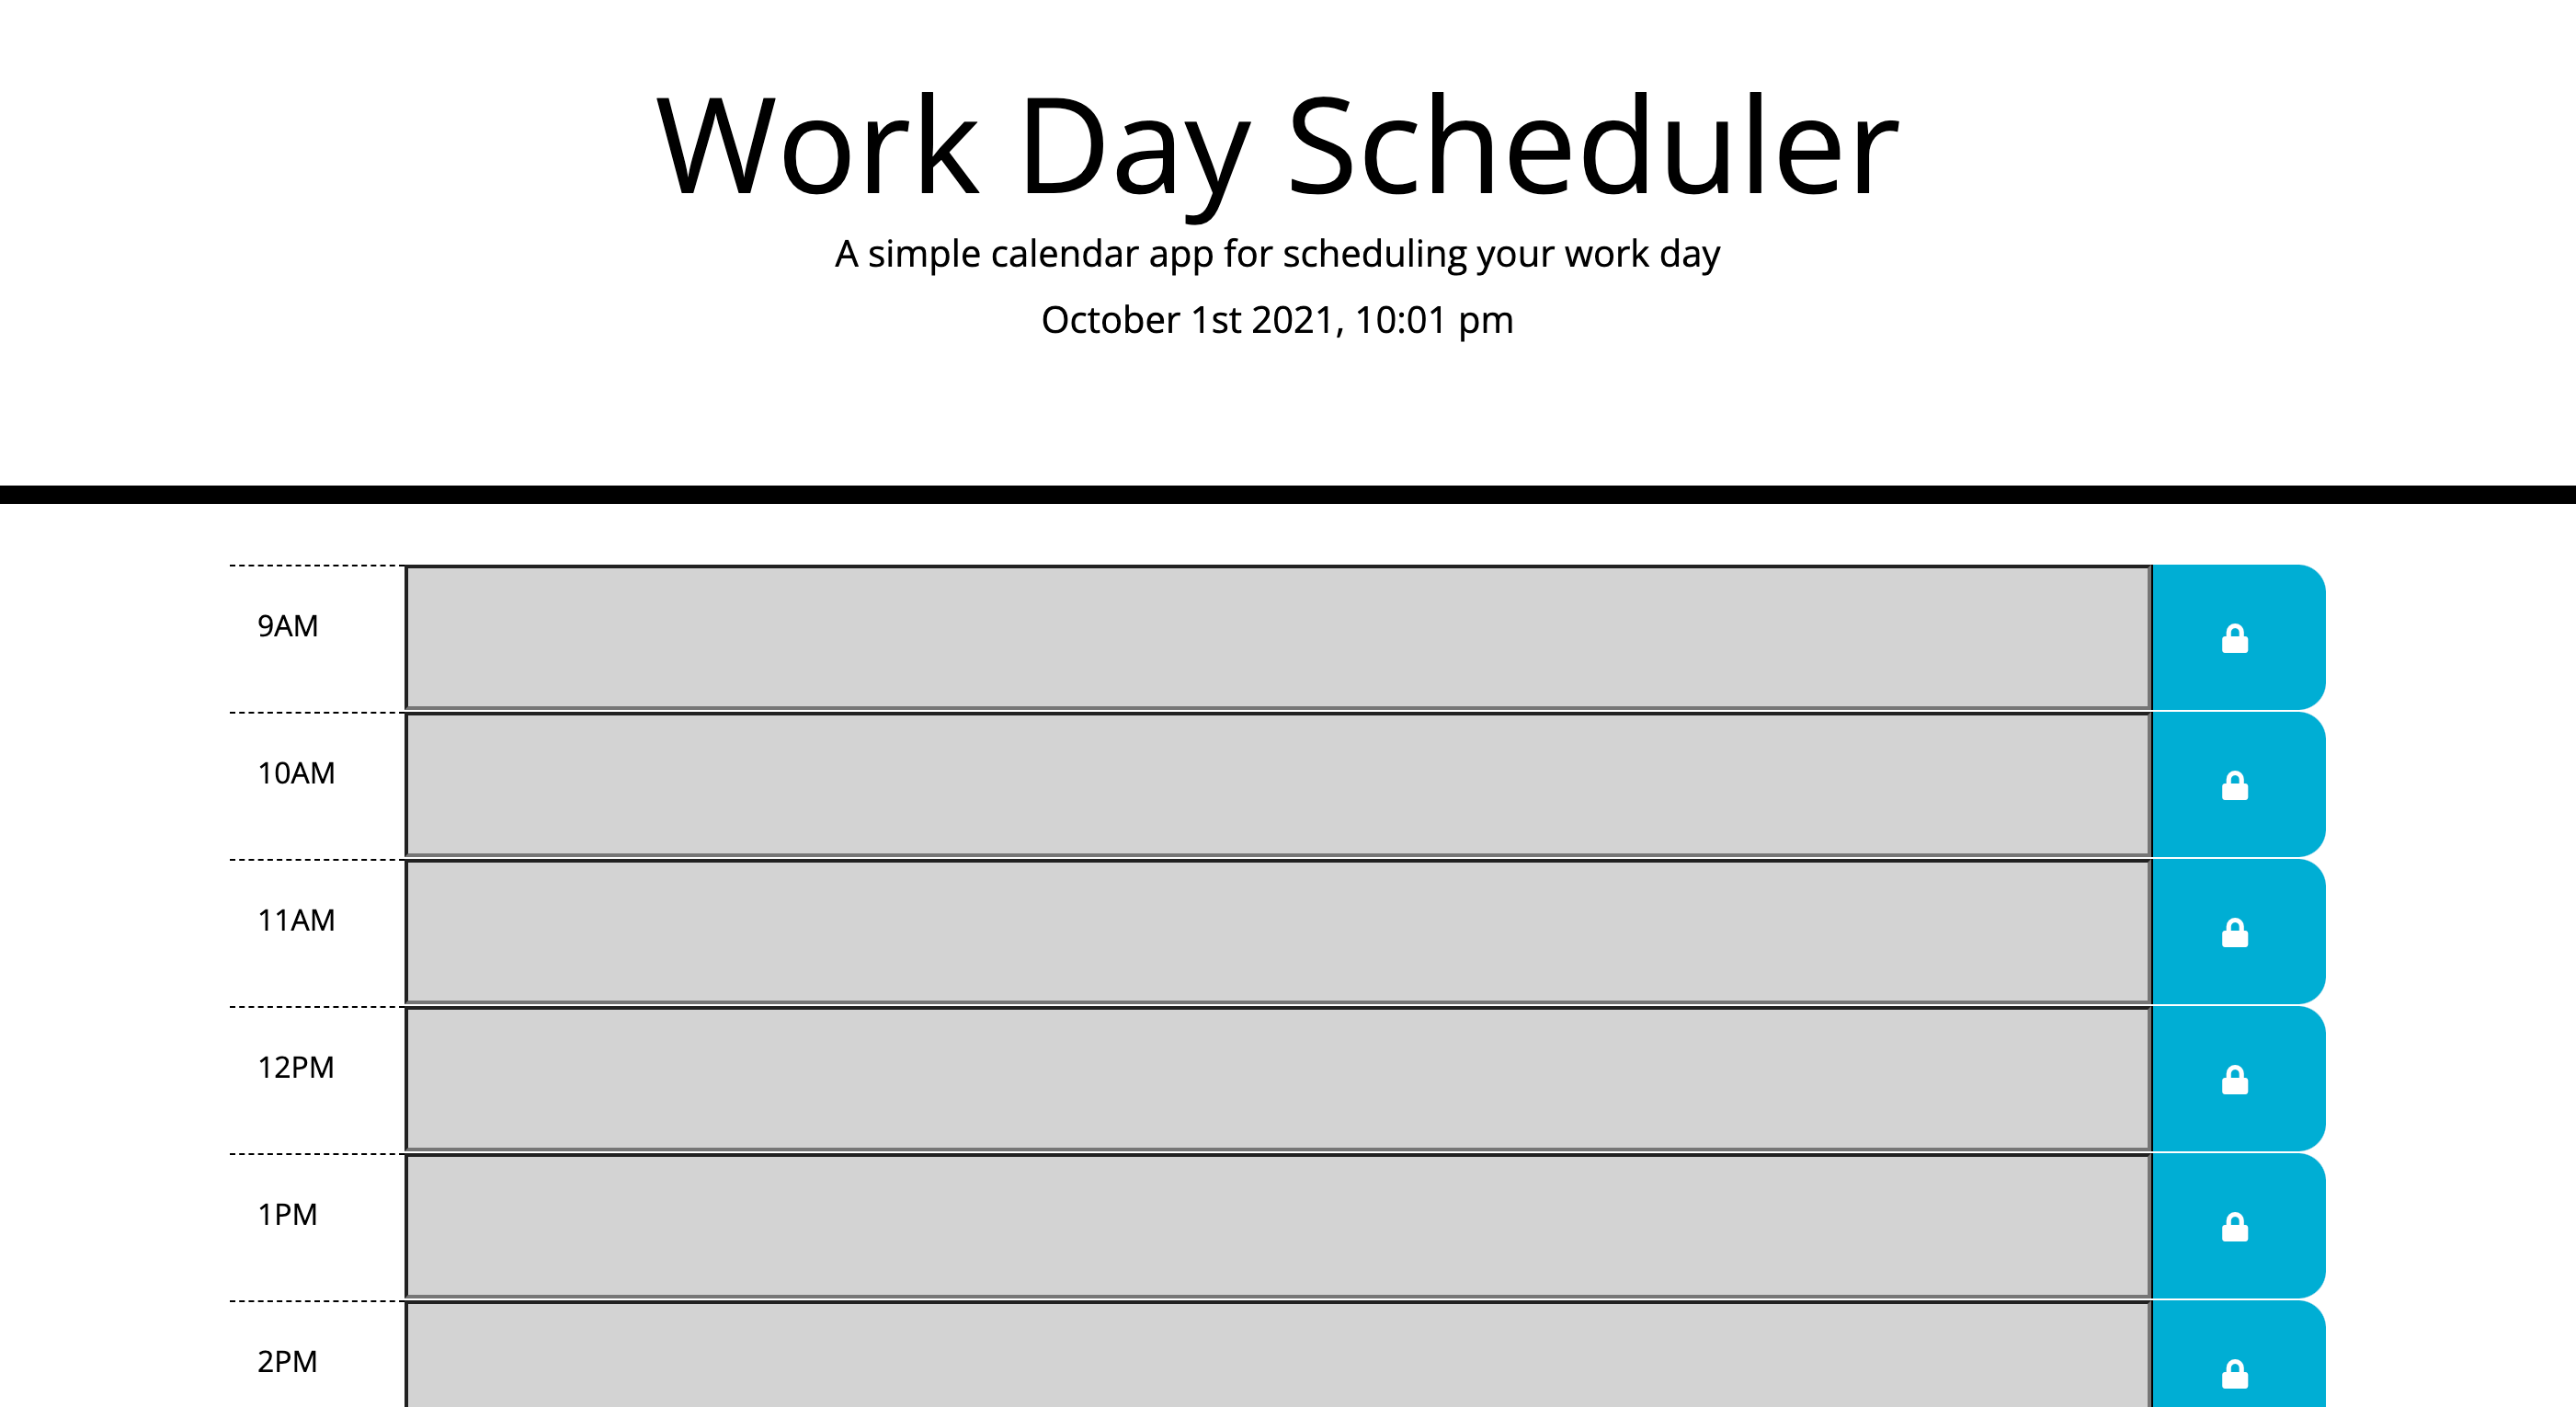 Work Day Scheduler
A simple calendar app for scheduling your work day
October 1st 2021, 10:01 pm
9AM
10AM
11AM
12PM
1PM
2PM